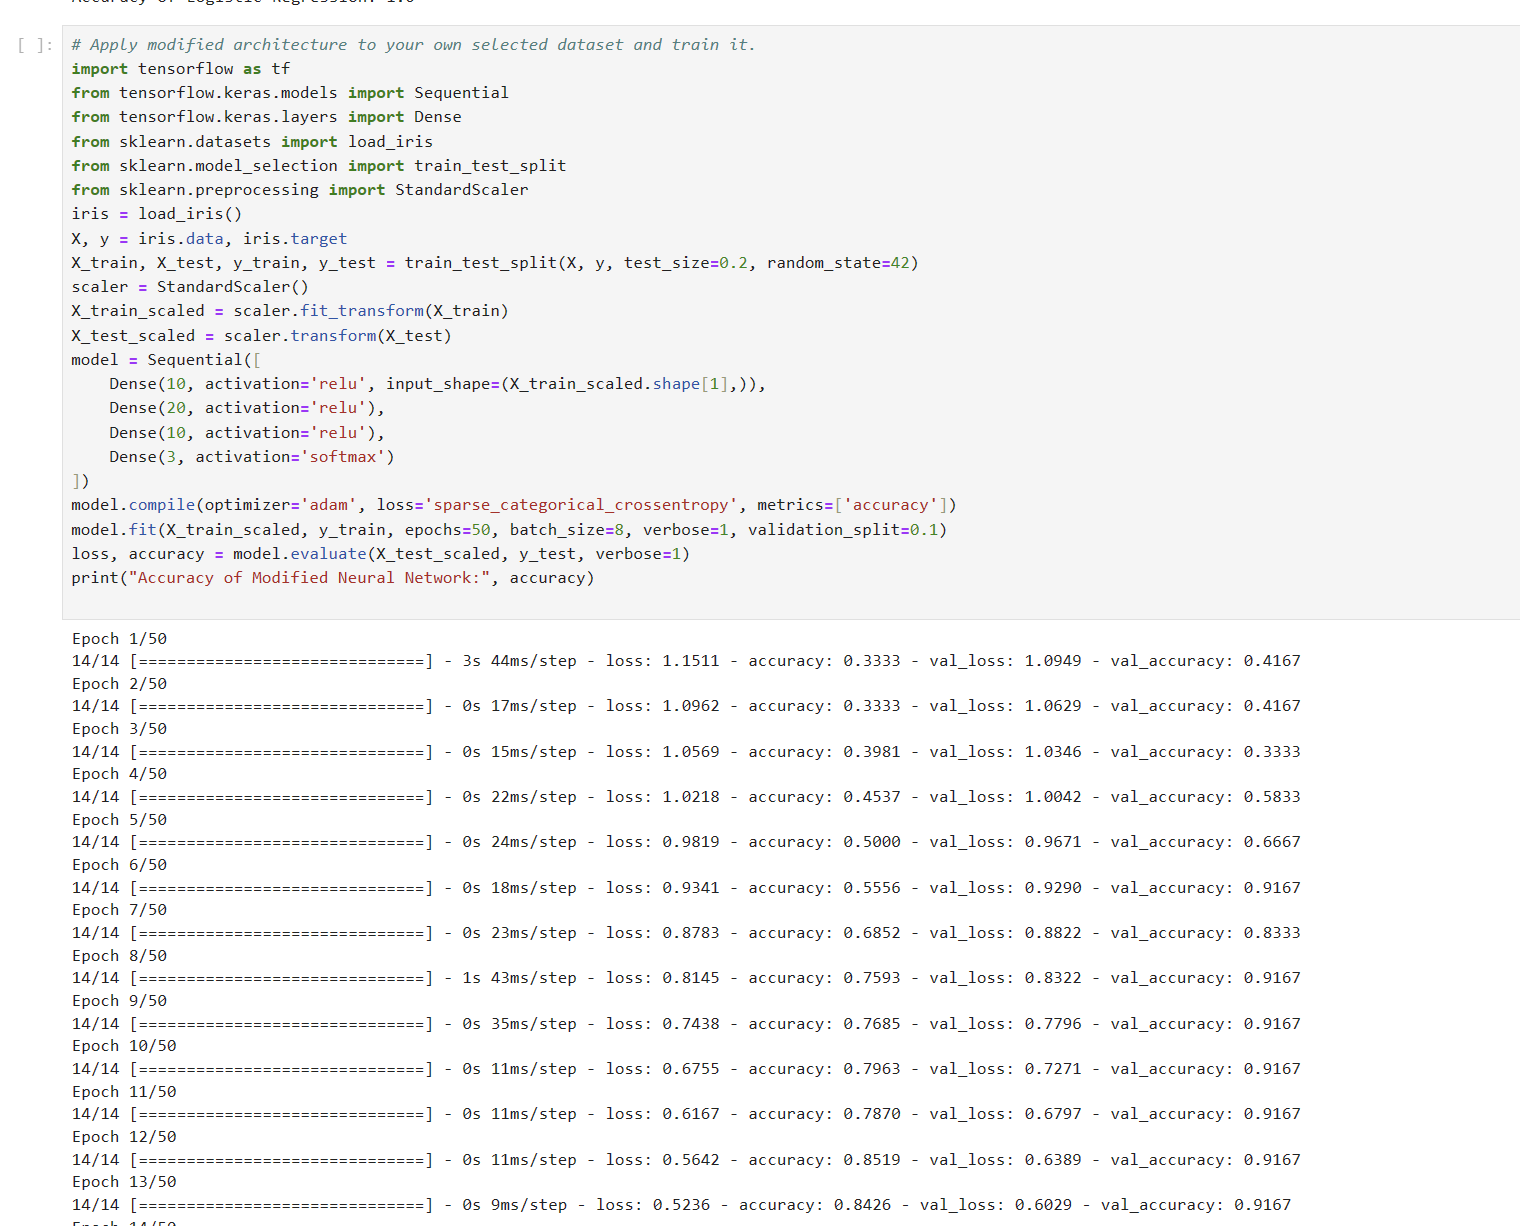 Accuracy of Logistic Regression: 1.0
[ ]:
# Apply modified architecture to your own selected dataset and train it.
import tensorflow as tf
from tensorflow.keras.models import Sequential
from tensorflow.keras.layers import Dense
from sklearn.datasets import load_iris
from sklearn.model_selection import train_test_split
from sklearn.preprocessing import StandardScaler
iris = load_iris()
X, y = iris.data, iris.target
X_train, X_test, y_train, y_test = train_test_split(X, y, test_size=0.2, random_state=42)
scaler = StandardScaler()
X_train_scaled = scaler.fit_transform(X_train)
X_test_scaled = scaler.transform(X_test)
model = Sequential([
    Dense(10, activation='relu', input_shape=(X_train_scaled.shape[1],)),
    Dense(20, activation='relu'),
    Dense(10, activation='relu'),
    Dense(3, activation='softmax')
])
model.compile(optimizer='adam', loss='sparse_categorical_crossentropy', metrics=['accuracy'])
model.fit(X_train_scaled, y_train, epochs=50, batch_size=8, verbose=1, validation_split=0.1)
loss, accuracy = model.evaluate(X_test_scaled, y_test, verbose=1)
print("Accuracy of Modified Neural Network:", accuracy)
Epoch 1/50
14/14 [==============================] - 3s 44ms/step - loss: 1.1511 - accuracy: 0.3333 - val_loss: 1.0949 - val_accuracy: 0.4167
Epoch 2/50
14/14 [==============================] - 0s 17ms/step - loss: 1.0962 - accuracy: 0.3333 - val_loss: 1.0629 - val_accuracy: 0.4167
Epoch 3/50
14/14 [==============================] - 0s 15ms/step - loss: 1.0569 - accuracy: 0.3981 - val_loss: 1.0346 - val_accuracy: 0.3333
Epoch 4/50
14/14 [==============================] - 0s 22ms/step - loss: 1.0218 - accuracy: 0.4537 - val_loss: 1.0042 - val_accuracy: 0.5833
Epoch 5/50
14/14 [==============================] - 0s 24ms/step - loss: 0.9819 - accuracy: 0.5000 - val_loss: 0.9671 - val_accuracy: 0.6667
Epoch 6/50
14/14 [==============================] - 0s 18ms/step - loss: 0.9341 - accuracy: 0.5556 - val_loss: 0.9290 - val_accuracy: 0.9167
Epoch 7/50
14/14 [==============================] - 0s 23ms/step - loss: 0.8783 - accuracy: 0.6852 - val_loss: 0.8822 - val_accuracy: 0.8333
Epoch 8/50
14/14 [==============================] - 1s 43ms/step - loss: 0.8145 - accuracy: 0.7593 - val_loss: 0.8322 - val_accuracy: 0.9167
Epoch 9/50
14/14 [==============================] - 0s 35ms/step - loss: 0.7438 - accuracy: 0.7685 - val_loss: 0.7796 - val_accuracy: 0.9167
Epoch 10/50
14/14 [==============================] - 0s 11ms/step - loss: 0.6755 - accuracy: 0.7963 - val_loss: 0.7271 - val_accuracy: 0.9167
Epoch 11/50
14/14 [==============================] - 0s 11ms/step - loss: 0.6167 - accuracy: 0.7870 - val_loss: 0.6797 - val_accuracy: 0.9167
Epoch 12/50
14/14 [==============================] - 0s 11ms/step - loss: 0.5642 - accuracy: 0.8519 - val_loss: 0.6389 - val_accuracy: 0.9167
Epoch 13/50
14/14 [==============================] - 0s 9ms/step - loss: 0.5236 - accuracy: 0.8426 - val_loss: 0.6029 - val_accuracy: 0.9167
Epoch 14/50